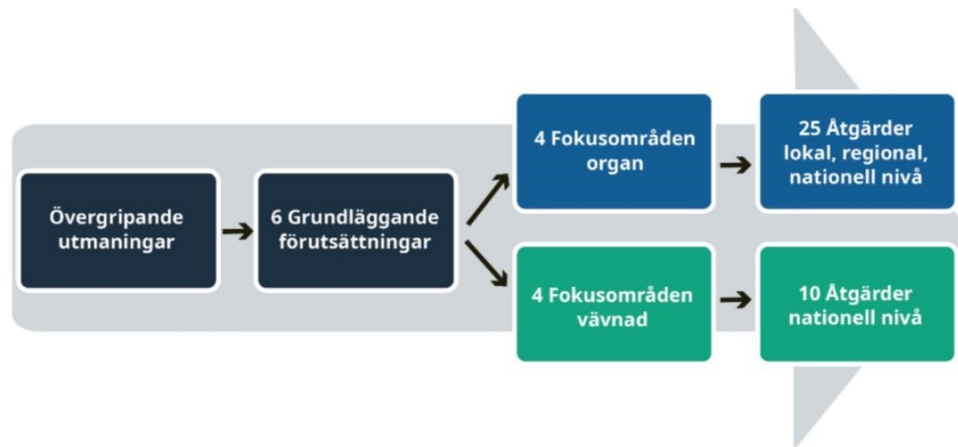 Övergripande
utmaningar
6 Grundläggande
förutsättningar
4 Fokusområden
organ
25 Åtgärder
lokal, regional,
nationell nivå
4 Fokusområden
vävnad
10 Åtgärder
nationell nivå